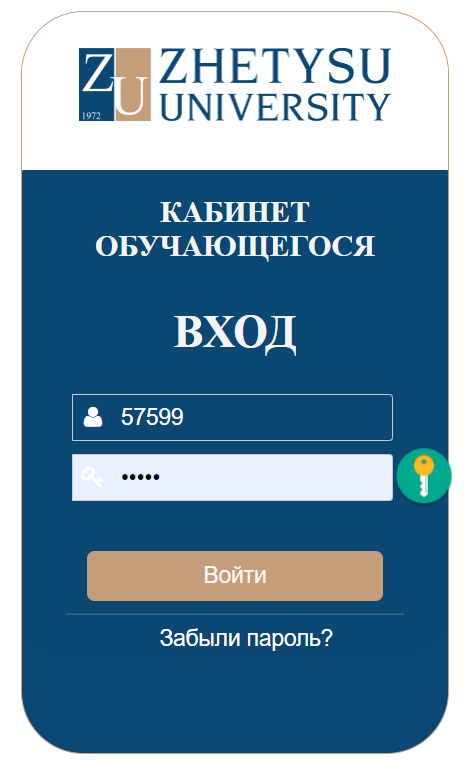 ZU
1972
ZHETYSU
UNIVERSITY
КАБИНЕТ
ОБУЧАЮЩЕГОСЯ
ВХОД
57599
•••••
Войти
Забыли пароль?